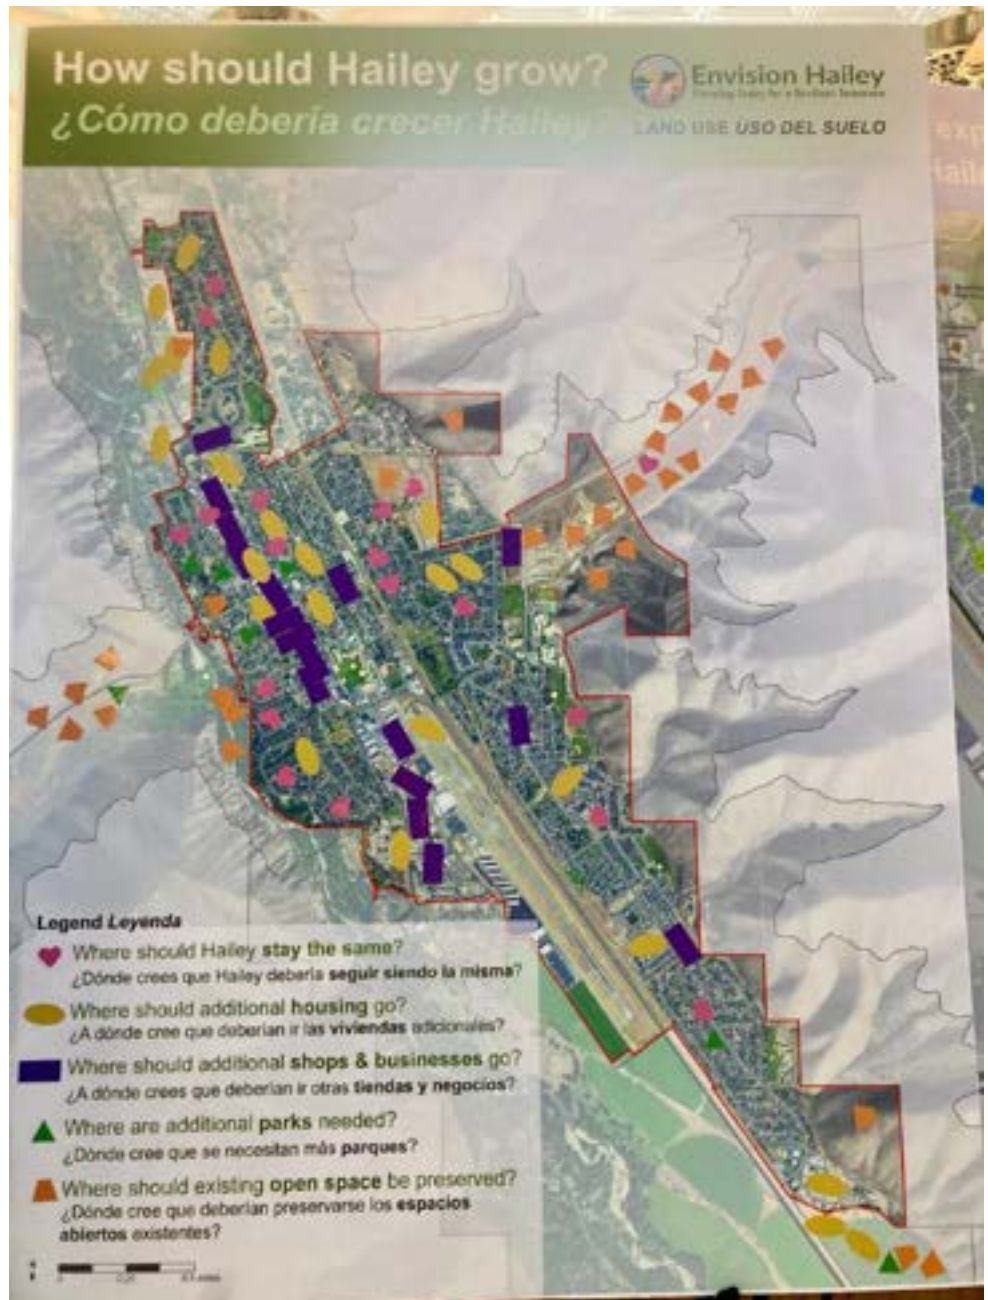 How should Hailey grow?
¿Cómo debería crecer Hailey?
Envision Hailey
LAND USE USO DEL SUELO
Legend Leyenda
Where should Hailey stay the same?
¿Dónde crees que Hailey debería seguir siendo la misma?
Where should additional housing go?
¿A dónde cree que deberían ir las viviendas adicionales?
Where should additional shops & businesses go?
¿A dónde crees que deberían ir otras tiendas y negocios?
Where are additional parks needed?
¿Dónde cree que se necesitan más parques?
Where should existing open space be preserved?
¿Dónde cree que deberían preservarse los espacios
abiertos existentes?
exp